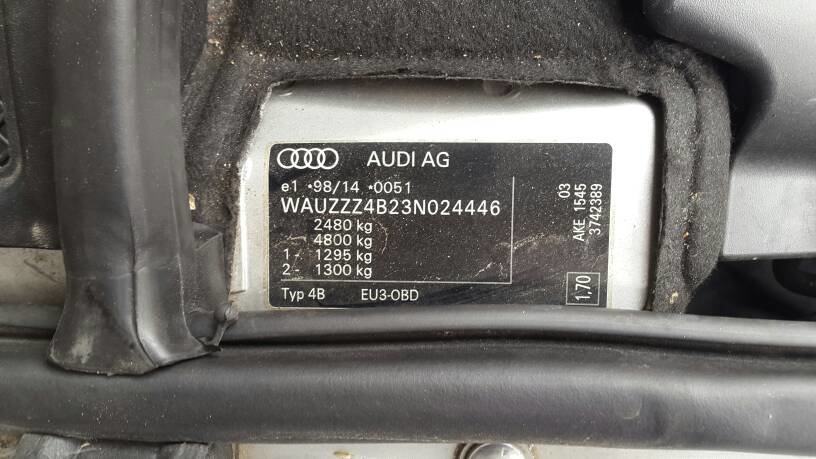 AUDI AG
e1 *98/14 *0051
WAUZZZ4B23N024446
2480 kg
4800 kg
1- 1295 kg
2- 1300 kg
Typ 4B EU3-OBD
03
AKE 1545
3742389
1,70